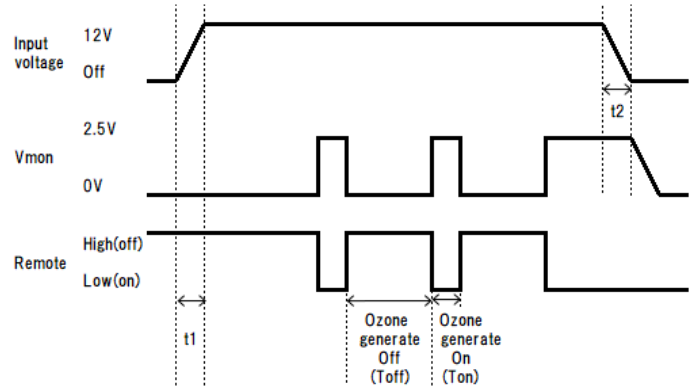 Input
voltage
12V
Off
t2
Vmon
2.5V
0V
Remote
High(off)
Low(on)
t1
Ozone
generate
Off
(Toff)
Ozone
generate
On
(Ton)